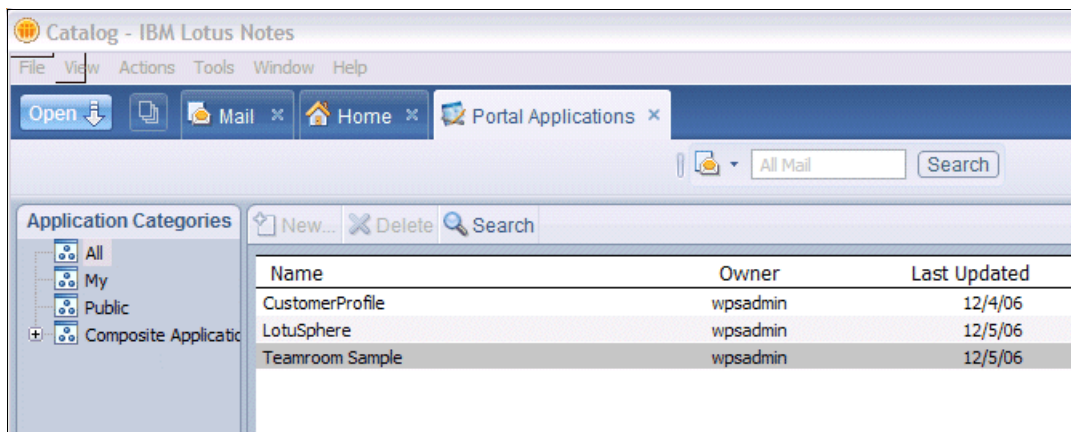 Catalog - IBM Lotus Notes
File View Actions Tools Window Help
Open Mail Home Portal Applications
All Mail Search
Application Categories New... Delete Search
All
My
Public
Composite Applicatic
Name Owner Last Updated
CustomerProfile wpsadmin 12/4/06
LotuSphere wpsadmin 12/5/06
Teamroom Sample wpsadmin 12/5/06